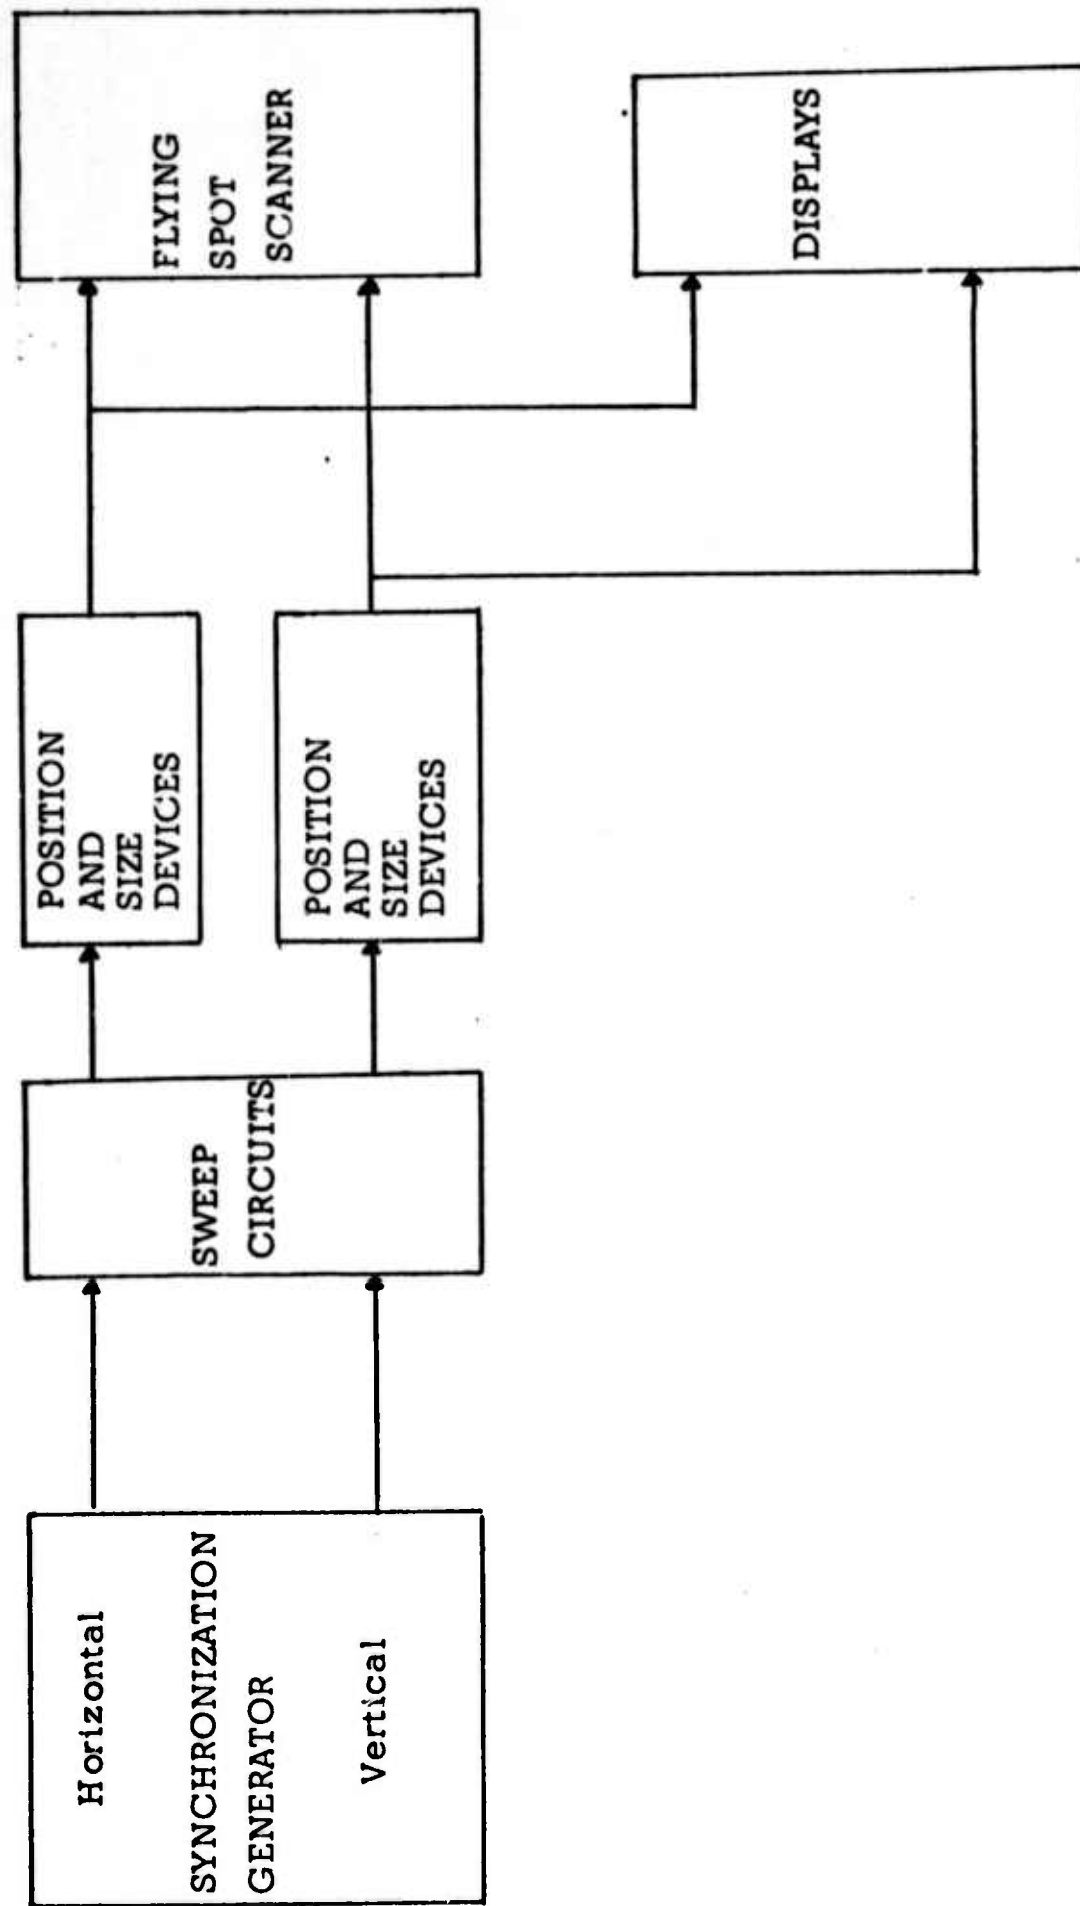 Horizontal
SYNCHRONIZATION
GENERATOR
Vertical
SWEEP
CIRCUITS
POSITION
AND
SIZE
DEVICES
POSITION
AND
SIZE
DEVICES
FLYING
SPOT
SCANNER
DISPLAYS